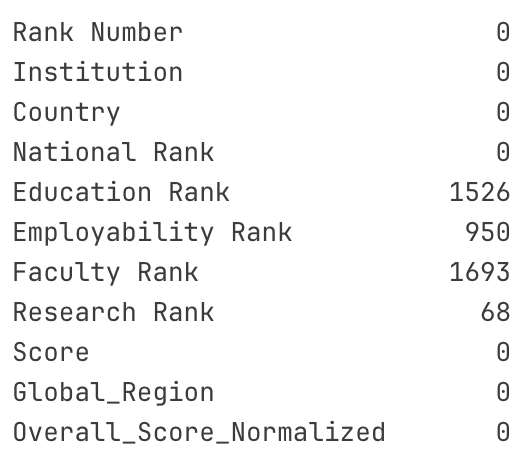 Rank Number 0
Institution 0
Country 0
National Rank 0
Education Rank 1526
Employability Rank 950
Faculty Rank 1693
Research Rank 68
Score 0
Global_Region 0
Overall_Score_Normalized 0